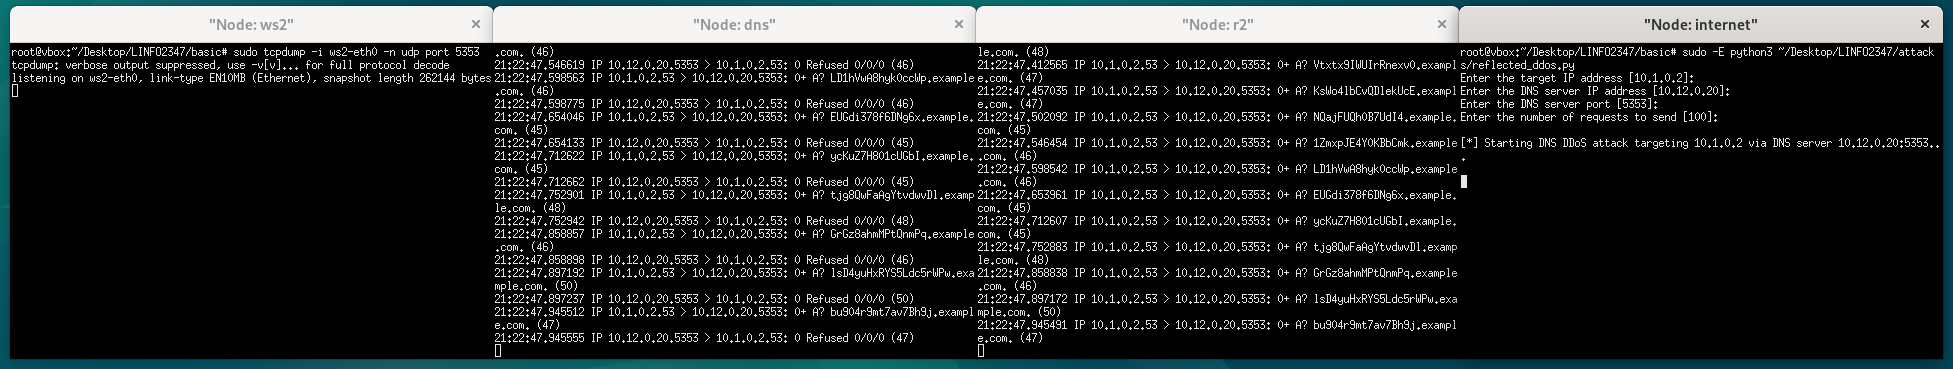 "Node: ws2"
root@vbox:~/Desktop/LINFO2347/basic# sudo tcpdump -i ws2-eth0 -n udp port 5353
tcpdump: verbose output suppressed, use -v[v]... for full protocol decode
listening on ws2-eth0, link-type EN10MB (Ethernet), snapshot length 262144 bytes
"Node: dns"
.com. (46)
21:22:47.546619 IP 10.12.0.20.5353 > 10.1.0.2.53: 0 Refused 0/0/0 (46)
21:22:47.598563 IP 10.1.0.2.53 > 10.12.0.20.5353: 0+ A? LD1hVwA8hykOccWp.example
.com. (46)
21:22:47.598775 IP 10.12.0.20.5353 > 10.1.0.2.53: 0 Refused 0/0/0 (46)
21:22:47.654046 IP 10.1.0.2.53 > 10.12.0.20.5353: 0+ A? EUGdi378f6DNg6x.example.
com. (45)
21:22:47.654133 IP 10.12.0.20.5353 > 10.1.0.2.53: 0 Refused 0/0/0 (45)
21:22:47.712622 IP 10.1.0.2.53 > 10.12.0.20.5353: 0+ A? ycKuZ7H801cUGbI.example.
com. (45)
21:22:47.712662 IP 10.12.0.20.5353 > 10.1.0.2.53: 0 Refused 0/0/0 (45)
21:22:47.752901 IP 10.1.0.2.53 > 10.12.0.20.5353: 0+ A? tjg8QwFaAgYtvdwvDl.examp
le.com. (48)
21:22:47.752942 IP 10.12.0.20.5353 > 10.1.0.2.53: 0 Refused 0/0/0 (48)
21:22:47.858857 IP 10.1.0.2.53 > 10.12.0.20.5353: 0+ A? GrGz8ahmMPtQnmPq.example
.com. (46)
21:22:47.858898 IP 10.12.0.20.5353 > 10.1.0.2.53: 0 Refused 0/0/0 (46)
21:22:47.897192 IP 10.1.0.2.53 > 10.12.0.20.5353: 0+ A? lsD4yuHxRYS5Ldc5rWPw.exa
mple.com. (50)
21:22:47.897237 IP 10.12.0.20.5353 > 10.1.0.2.53: 0 Refused 0/0/0 (50)
21:22:47.945512 IP 10.1.0.2.53 > 10.12.0.20.5353: 0+ A? bu904r9mt7av7Bh9j.exampl
e.com. (47)
21:22:47.945555 IP 10.12.0.20.5353 > 10.1.0.2.53: 0 Refused 0/0/0 (47)
"Node: r2"
le.com. (48)
21:22:47.412565 IP 10.1.0.2.53 > 10.12.0.20.5353: 0+ A? Vtxtx9IWUIrRnexv0.exampl
e.com. (47)
21:22:47.457035 IP 10.1.0.2.53 > 10.12.0.20.5353: 0+ A? KsWo4lbCvQDlekUcE.exampl
e.com. (47)
21:22:47.502092 IP 10.1.0.2.53 > 10.12.0.20.5353: 0+ A? NQajFUQhOB7UdI4.example.
com. (45)
21:22:47.546454 IP 10.1.0.2.53 > 10.12.0.20.5353: 0+ A? 1ZmxpJE4YOKBbCmk.example
.com. (46)
21:22:47.598542 IP 10.1.0.2.53 > 10.12.0.20.5353: 0+ A? LD1hVwA8hykOccWp.example
.com. (46)
21:22:47.653961 IP 10.1.0.2.53 > 10.12.0.20.5353: 0+ A? EUGdi378f6DNg6x.example.
com. (45)
21:22:47.712607 IP 10.1.0.2.53 > 10.12.0.20.5353: 0+ A? ycKuZ7H801cUGbI.example.
com. (45)
21:22:47.752883 IP 10.1.0.2.53 > 10.12.0.20.5353: 0+ A? tjg8QwFaAgYtvdwvDl.examp
le.com. (48)
21:22:47.858838 IP 10.1.0.2.53 > 10.12.0.20.5353: 0+ A? GrGz8ahmMPtQnmPq.example
.com. (46)
21:22:47.897172 IP 10.1.0.2.53 > 10.12.0.20.5353: 0+ A? lsD4yuHxRYS5Ldc5rWPw.exa
mple.com. (50)
21:22:47.945491 IP 10.1.0.2.53 > 10.12.0.20.5353: 0+ A? bu904r9mt7av7Bh9j.exampl
e.com. (47)
"Node: internet"
root@vbox:~/Desktop/LINFO2347/basic# sudo -E python3 ~/Desktop/LINFO2347/attack
s/reflected_ddos.py
Enter the target IP address [10.1.0.2]:
Enter the DNS server IP address [10.12.0.20]:
Enter the DNS server port [5353]:
Enter the number of requests to send [100]:
[*] Starting DNS DDoS attack targeting 10.1.0.2 via DNS server 10.12.0.20:5353..
.